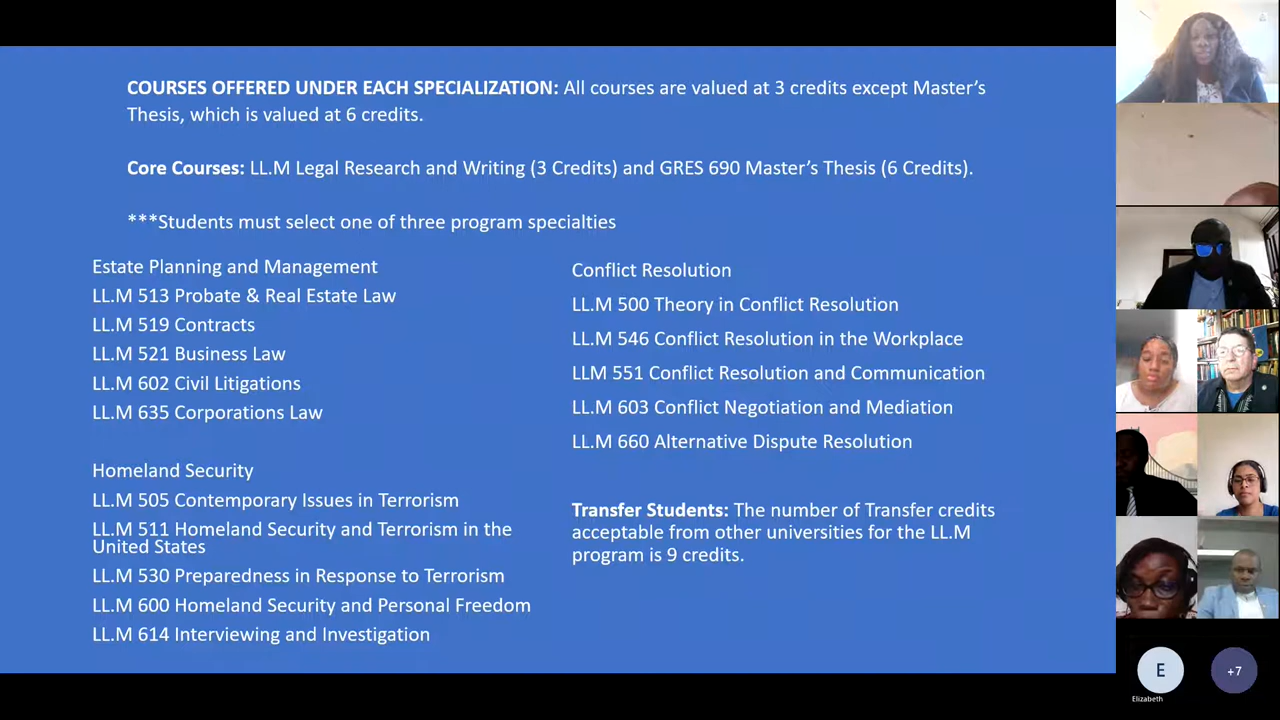 COURSES OFFERED UNDER EACH SPECIALIZATION: All courses are valued at 3 credits except Master’s
Thesis, which is valued at 6 credits.
Core Courses: LL.M Legal Research and Writing (3 Credits) and GRES 690 Master’s Thesis (6 Credits).
***Students must select one of three program specialties
Estate Planning and Management
LL.M 513 Probate & Real Estate Law
LL.M 519 Contracts
LL.M 521 Business Law
LL.M 602 Civil Litigations
LL.M 635 Corporations Law
Homeland Security
LL.M 505 Contemporary Issues in Terrorism
LL.M 511 Homeland Security and Terrorism in the
United States
LL.M 530 Preparedness in Response to Terrorism
LL.M 600 Homeland Security and Personal Freedom
LL.M 614 Interviewing and Investigation
Conflict Resolution
LL.M 500 Theory in Conflict Resolution
LL.M 546 Conflict Resolution in the Workplace
LLM 551 Conflict Resolution and Communication
LL.M 603 Conflict Negotiation and Mediation
LL.M 660 Alternative Dispute Resolution
Transfer Students: The number of Transfer credits
acceptable from other universities for the LL.M
program is 9 credits.
E
Elizabeth
+7